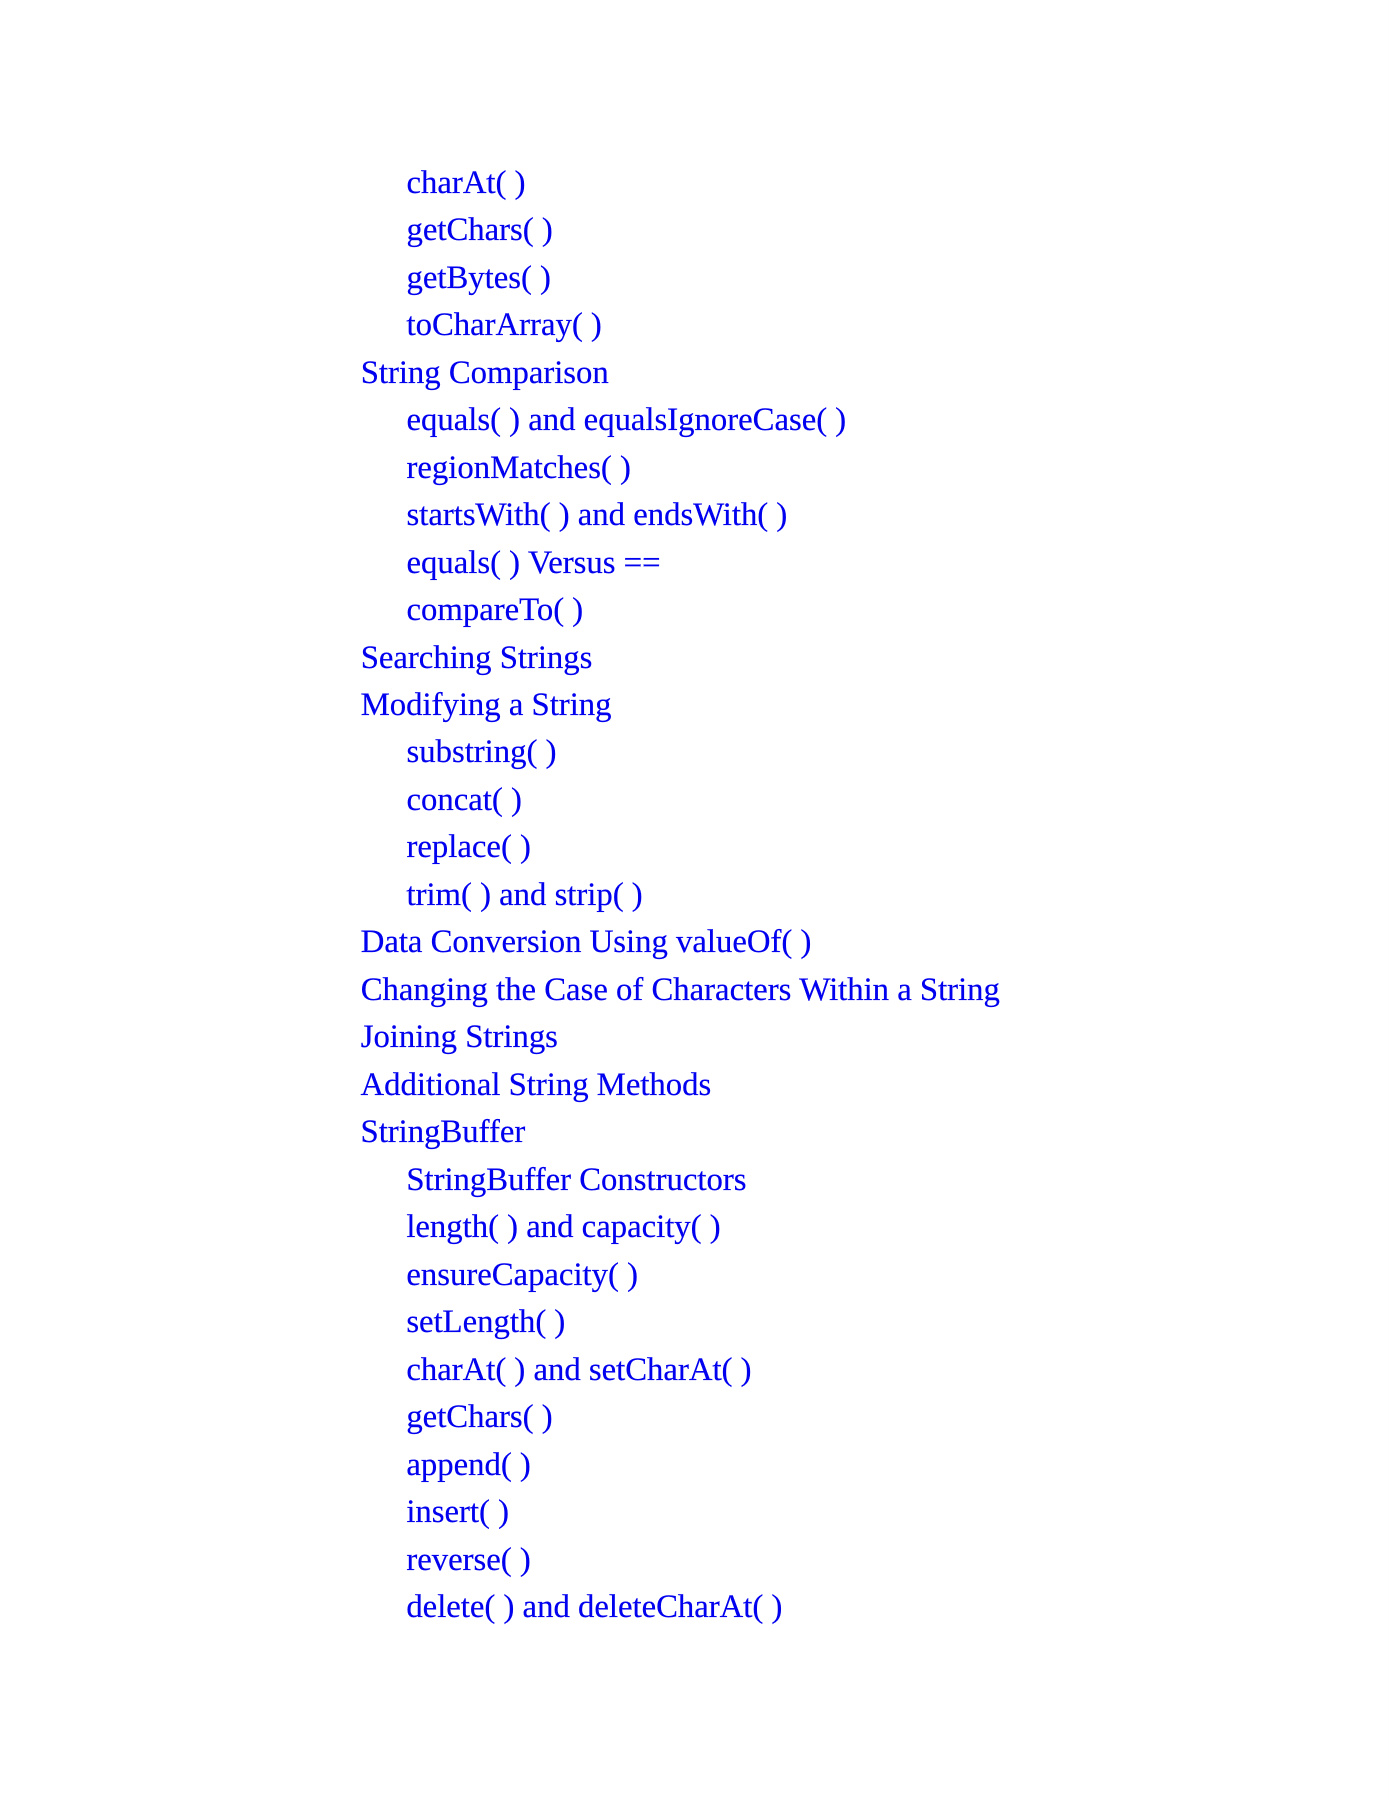 charAt( )
getChars( )
getBytes( )
toCharArray( )
String Comparison
equals( ) and equalsIgnoreCase( )
regionMatches( )
startsWith( ) and endsWith( )
equals( ) Versus ==
compareTo( )
Searching Strings
Modifying a String
substring( )
concat( )
replace( )
trim( ) and strip( )
Data Conversion Using valueOf( )
Changing the Case of Characters Within a String
Joining Strings
Additional String Methods
StringBuffer
StringBuffer Constructors
length( ) and capacity( )
ensureCapacity( )
setLength( )
charAt( ) and setCharAt( )
getChars( )
append( )
insert( )
reverse( )
delete( ) and deleteCharAt( )